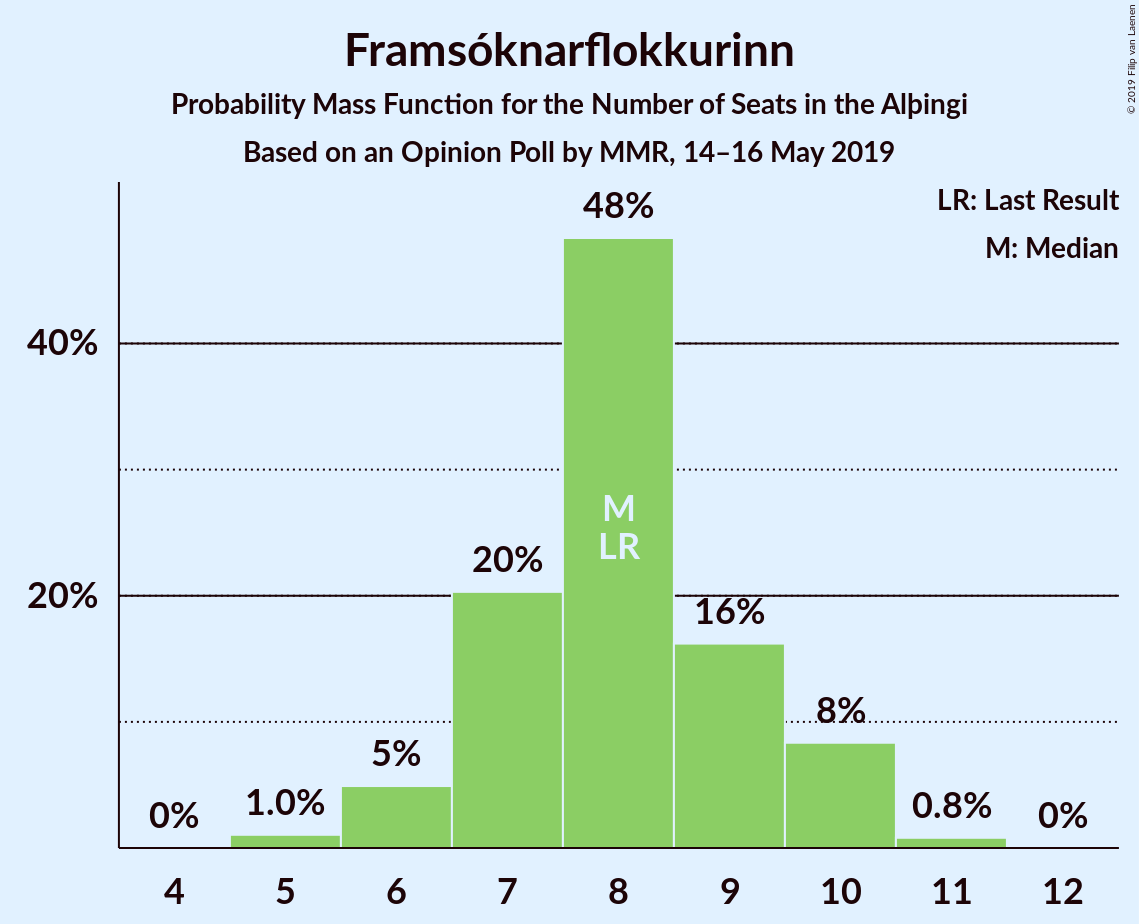 Framsóknarflokkurinn
Probability Mass Function for the Number of Seats in the Alþingi
Based on an Opinion Poll by MMR, 14–16 May 2019
© 2019 Filip van Laenen
LR: Last Result
M: Median
48%
40%
M
LR
20%
20%
16%
8%
5%
0%
1.0%
0.8%
0%
4 5 6 7 8 9 10 11 12